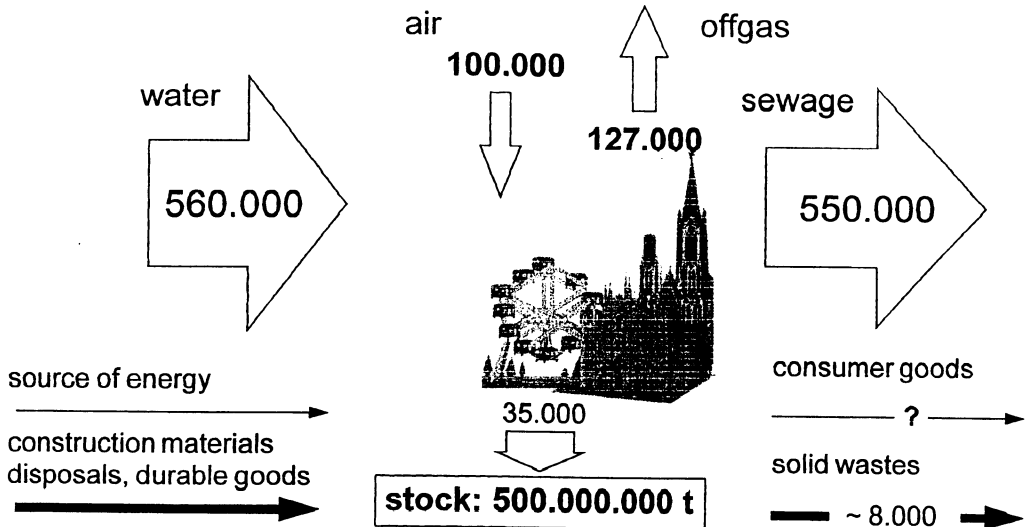 air
offgas
100.000
water
sewage
127.000
560.000
550.000
source of energy
consumer goods
35.000
?
construction materials
disposals, durable goods
solid wastes
stock: 500.000.000 t
~ 8.000